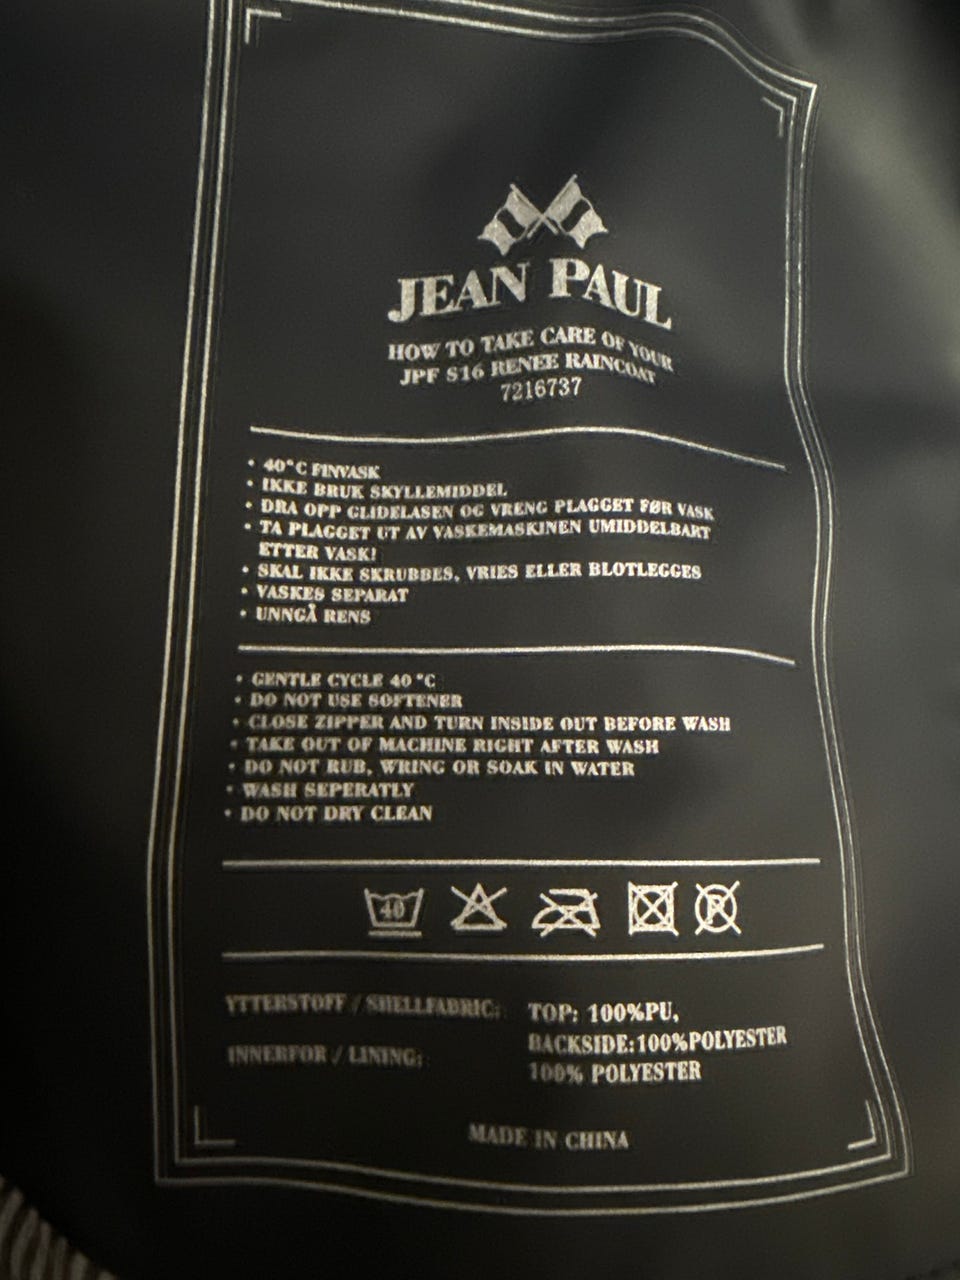 JEAN PAUL
HOW TO TAKE CARE OF YOUR
JPF S16 RENEE RAINCOAT
7216737
• 40°C FINVASK
• IKKE BRUK SKYLLEMIDDEL
• DRA OPP GLIDELASEN OG VRENG PLAGGET FØR VASK
• TA PLAGGET UT AV VASKEMASKINEN UMIDDELBART
ETTER VASK!
• SKAL IKKE SKRUBBES, VRIES ELLER BLOTLEGGES
• VASKES SEPARAT
• UNNGÅ RENS
• GENTLE CYCLE 40 °C
• DO NOT USE SOFTENER
• CLOSE ZIPPER AND TURN INSIDE OUT BEFORE WASH
• TAKE OUT OF MACHINE RIGHT AFTER WASH
• DO NOT RUB, WRING OR SOAK IN WATER
• WASH SEPERATLY
• DO NOT DRY CLEAN
40 P
YTTERSTOFF / SHELLFABRIC: TOP: 100%PU,
BACKSIDE:100%POLYESTER
INNERFOR / LINING: 100% POLYESTER
MADE IN CHINA